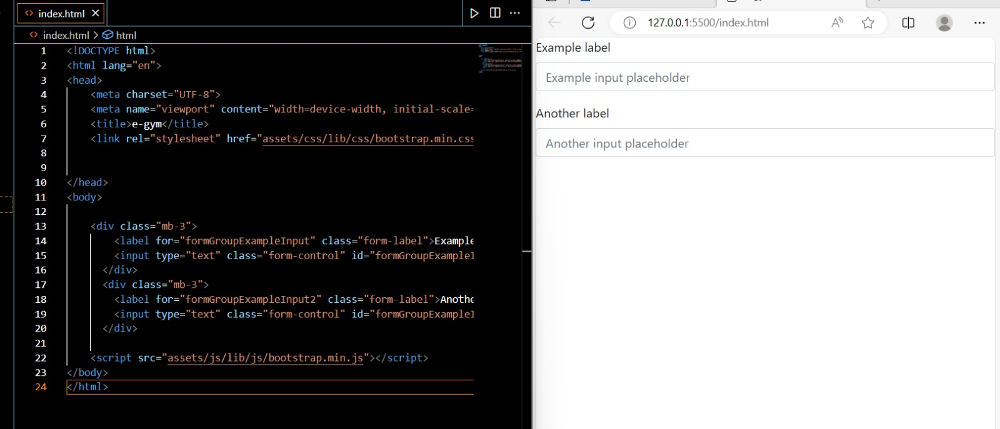 index.html
index.html > html
1 <!DOCTYPE html>
2 <html lang="en">
3 <head>
4 <meta charset="UTF-8">
5 <meta name="viewport" content="width=device-width, initial-scale=
6 <title>e-gym</title>
7 <link rel="stylesheet" href="assets/css/lib/css/bootstrap.min.css
8
9
10 </head>
11 <body>
12
13 <div class="mb-3">
14 <label for="formGroupExampleInput" class="form-label">Example
15 <input type="text" class="form-control" id="formGroupExampleI
16 </div>
17 <div class="mb-3">
18 <label for="formGroupExampleInput2" class="form-label">Anothe
19 <input type="text" class="form-control" id="formGroupExampleI
20 </div>
21
22 <script src="assets/js/lib/js/bootstrap.min.js"></script>
23 </body>
24 </html>
127.0.0.1:5500/index.html
Example label
Example input placeholder
Another label
Another input placeholder